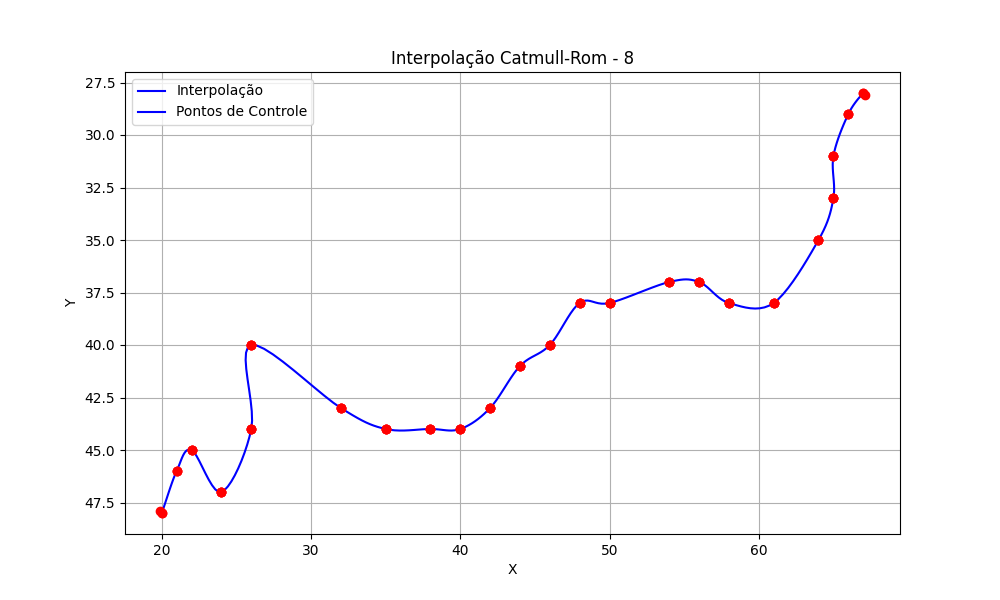 Interpolação Catmull-Rom - 8
Interpolação
Pontos de Controle
27.5
30.0
32.5
35.0
37.5
40.0
42.5
45.0
47.5
Y
20 30 40 50 60
X